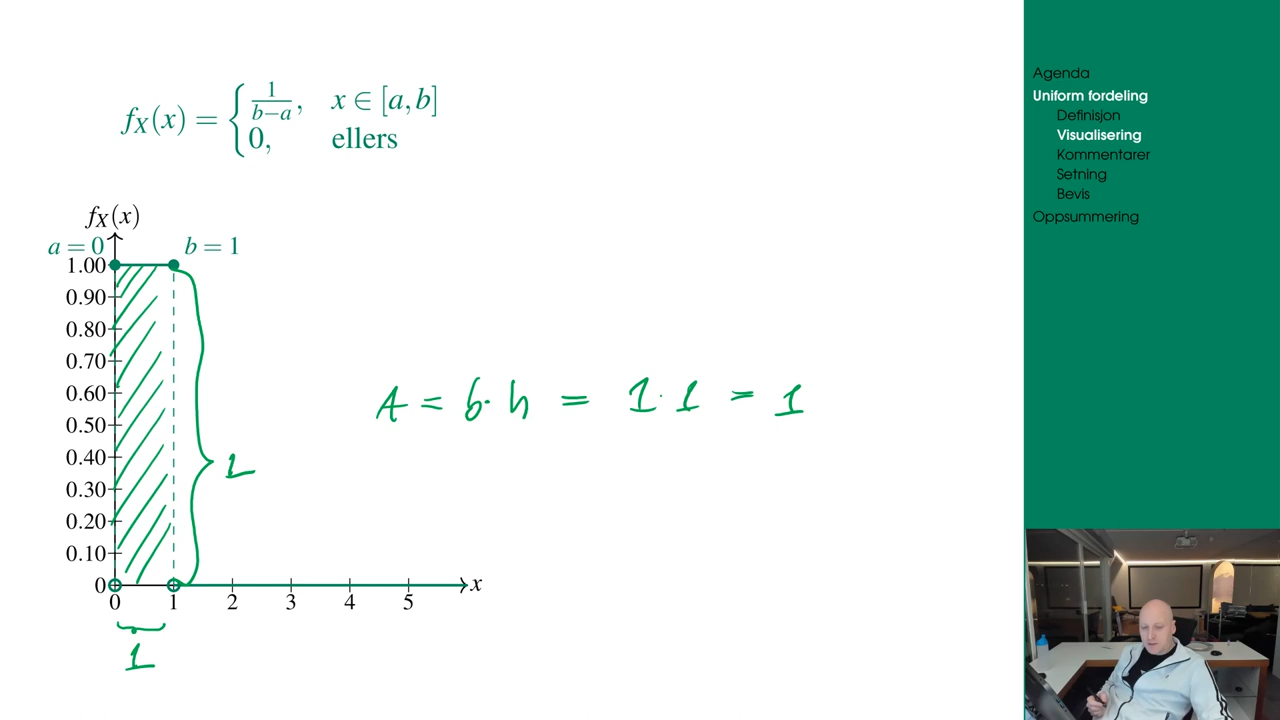 f_X(x) = { 1/(b−a), x ∈ [a, b]
0, ellers
f_X(x)
a = 0 b = 1
1.00
0.90
0.80
0.70
0.60
0.50
0.40
0.30
0.20
0.10
0
0 1 2 3 4 5 x
1
1
A = b · h = 1 · 1 = 1
Agenda
Uniform fordeling
Definisjon
Visualisering
Kommentarer
Setning
Bevis
Oppsummering